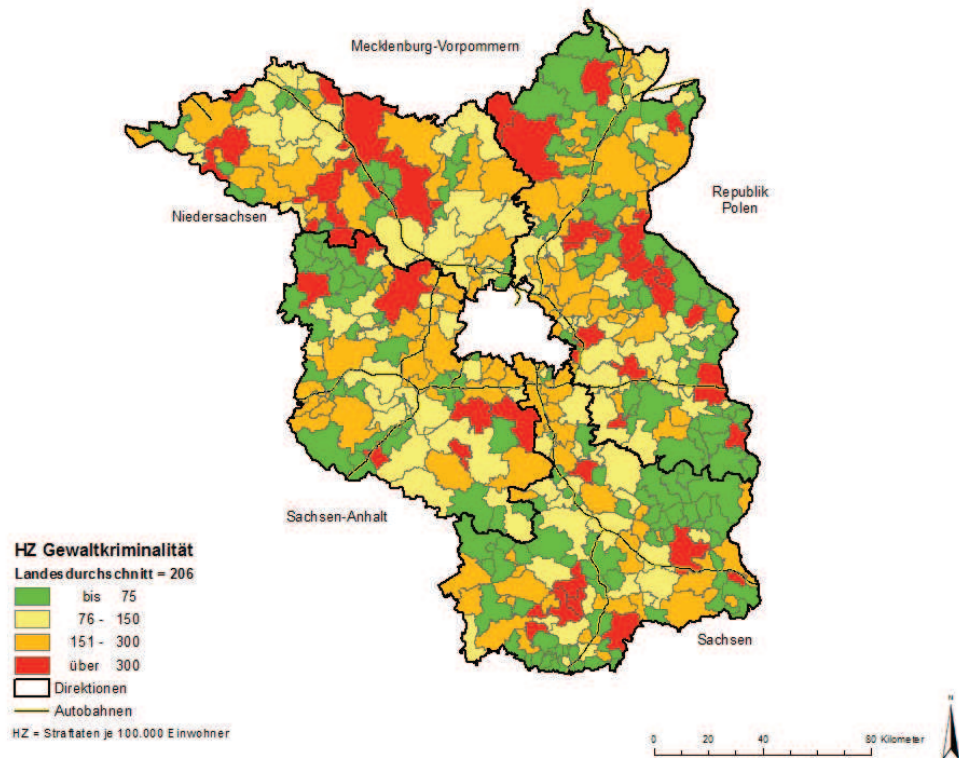 Mecklenburg-Vorpommern
Republik
Polen
Niedersachsen
Sachsen-Anhalt
Sachsen
HZ Gewaltkriminalität
Landesdurchschnitt = 206
bis 75
76 - 150
151 - 300
über 300
Direktionen
Autobahnen
HZ = Straftaten je 100.000 Einwohner
0 20 40 80 Kilometer
N